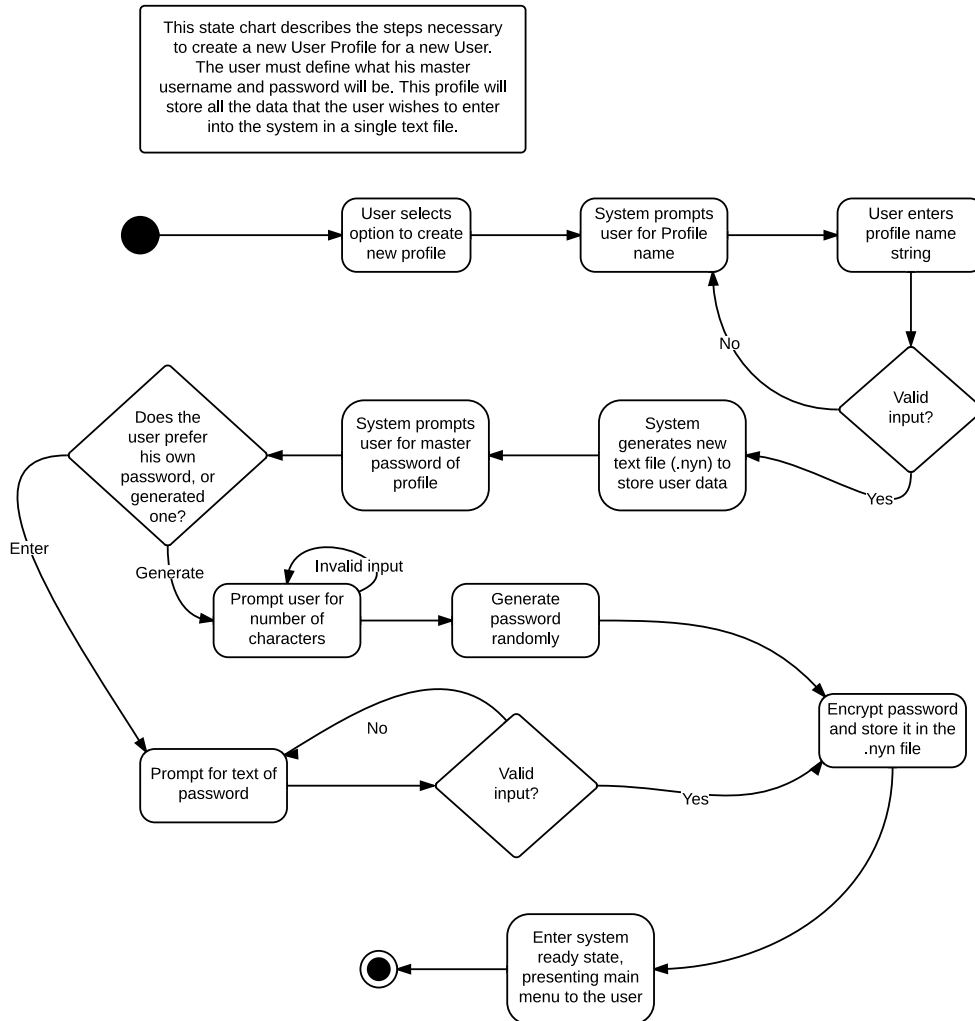 This state chart describes the steps necessary
to create a new User Profile for a new User.
The user must define what his master
username and password will be. This profile will
store all the data that the user wishes to enter
into the system in a single text file.
User selects
option to create
new profile
System prompts
user for Profile
name
User enters
profile name
string
No
Valid
input?
Does the
user prefer
his own
password, or
generated
one?
System prompts
user for master
password of
profile
System
generates new
text file (.nyn) to
store user data
Yes
Enter
Generate
Invalid input
Prompt user for
number of
characters
Generate
password
randomly
Encrypt password
and store it in the
.nyn file
No
Prompt for text of
password
Valid
input?
Yes
Enter system
ready state,
presenting main
menu to the user